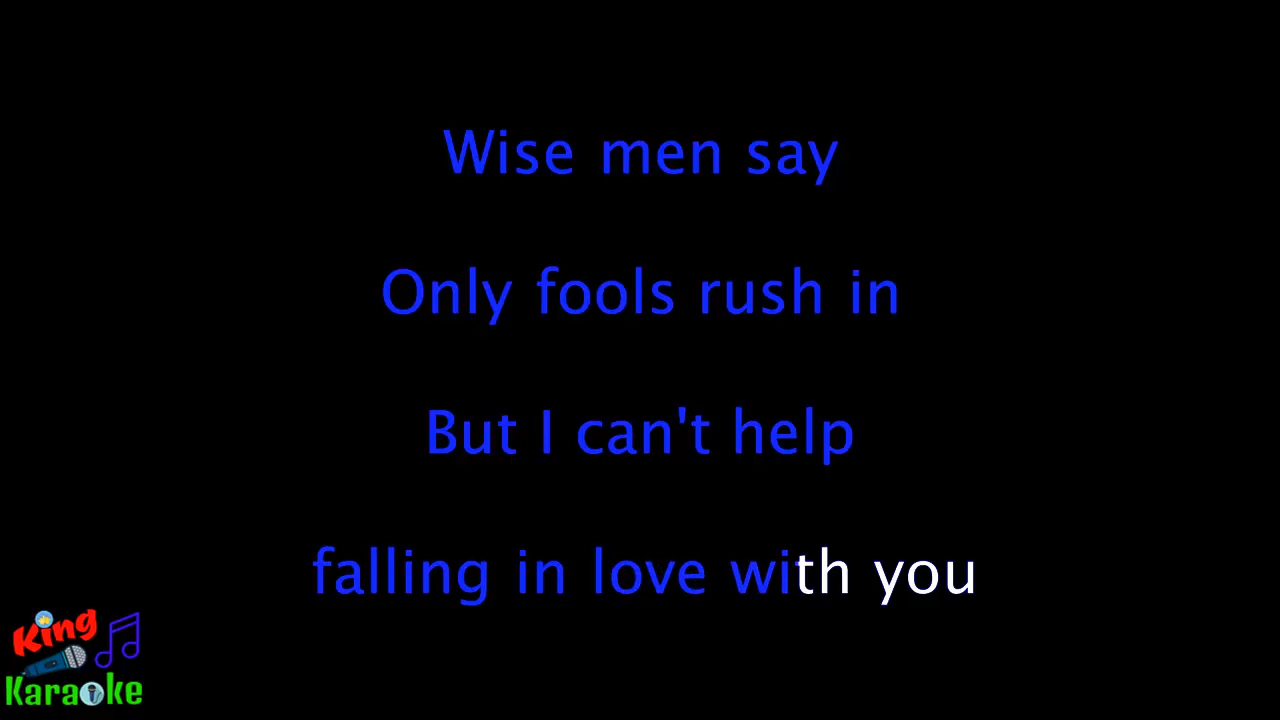 Wise men say
Only fools rush in
But I can't help
falling in love with you
King
Karaoke